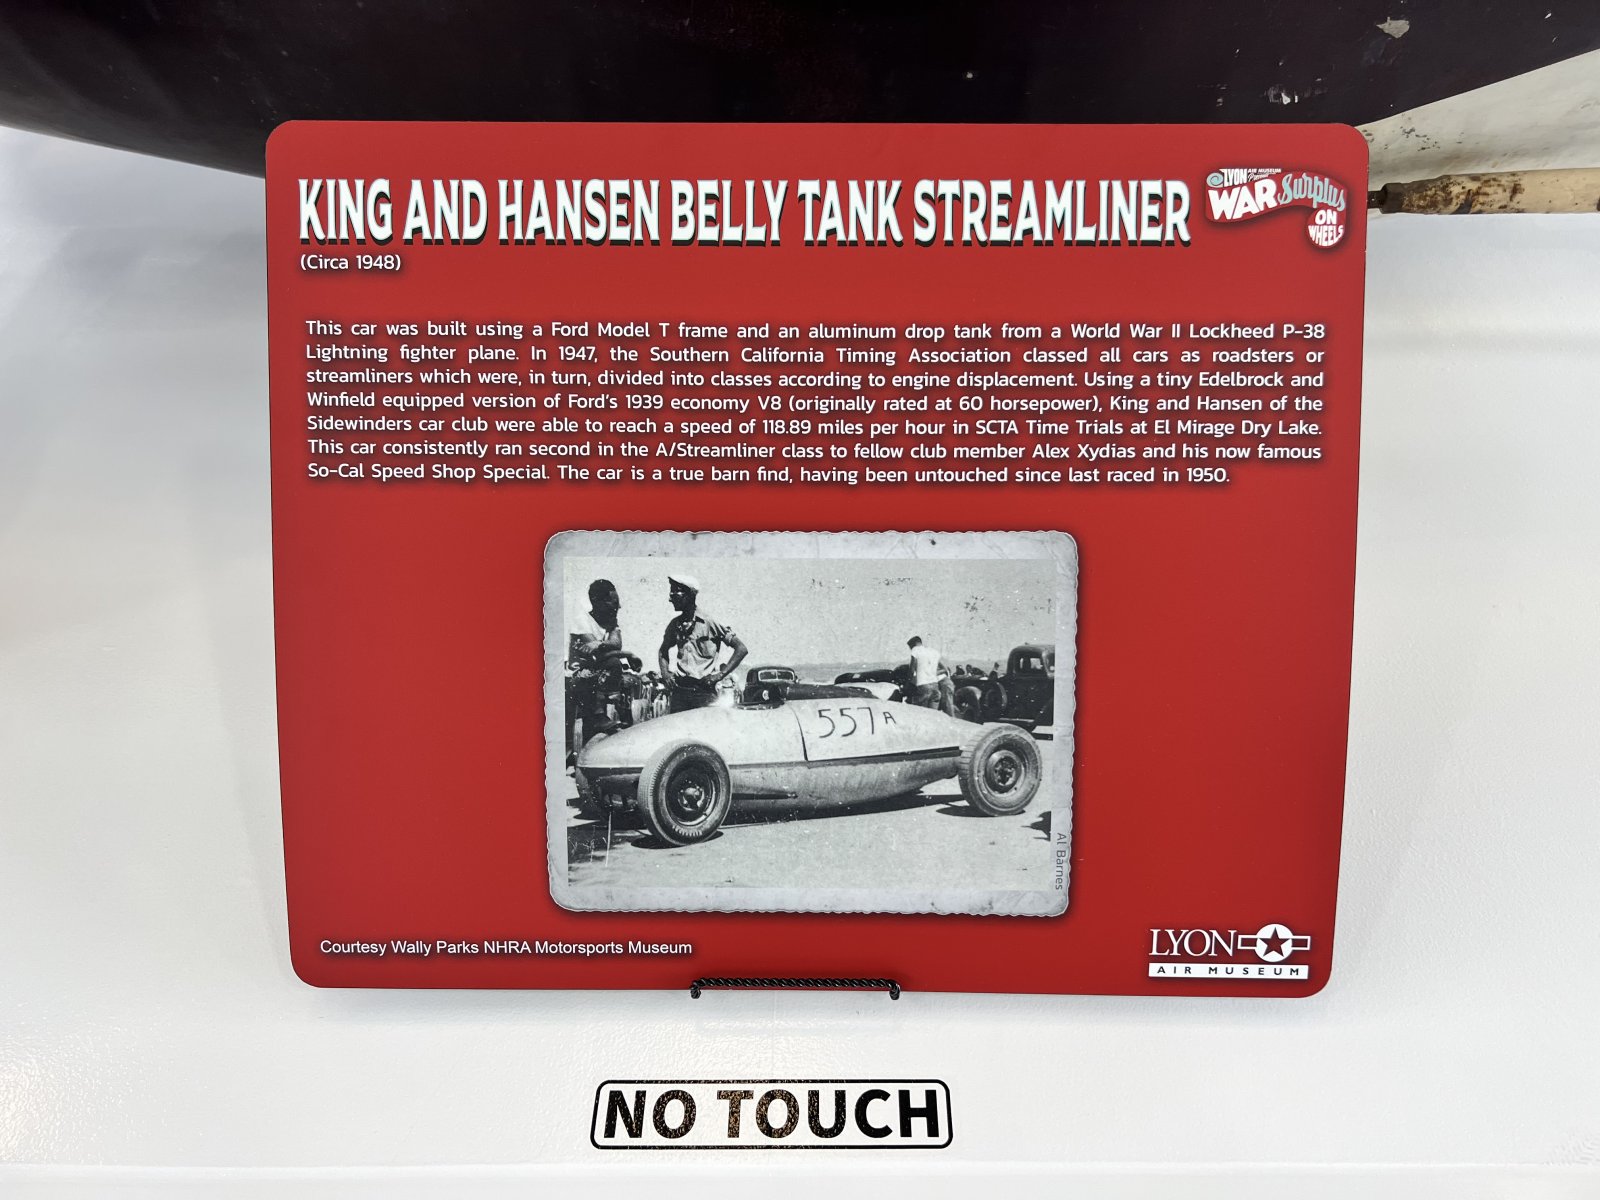 KING AND HANSEN BELLY TANK STREAMLINER
(Circa 1948)
LYON AIR MUSEUM
Presents
WAR Surplus
ON
WHEELS
This car was built using a Ford Model T frame and an aluminum drop tank from a World War II Lockheed P-38
Lightning fighter plane. In 1947, the Southern California Timing Association classed all cars as roadsters or
streamliners which were, in turn, divided into classes according to engine displacement. Using a tiny Edelbrock and
Winfield equipped version of Ford's 1939 economy V8 (originally rated at 60 horsepower), King and Hansen of the
Sidewinders car club were able to reach a speed of 118.89 miles per hour in SCTA Time Trials at El Mirage Dry Lake.
This car consistently ran second in the A/Streamliner class to fellow club member Alex Xydias and his now famous
So-Cal Speed Shop Special. The car is a true barn find, having been untouched since last raced in 1950.
557 A
Al Barnes
Courtesy Wally Parks NHRA Motorsports Museum
LYON
AIR MUSEUM
NO TOUCH